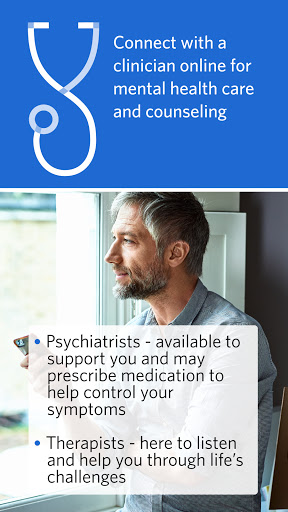 Connect with a
clinician online for
mental health care
and counseling
• Psychiatrists - available to
support you and may
prescribe medication to
help control your
symptoms
• Therapists - here to listen
and help you through life’s
challenges